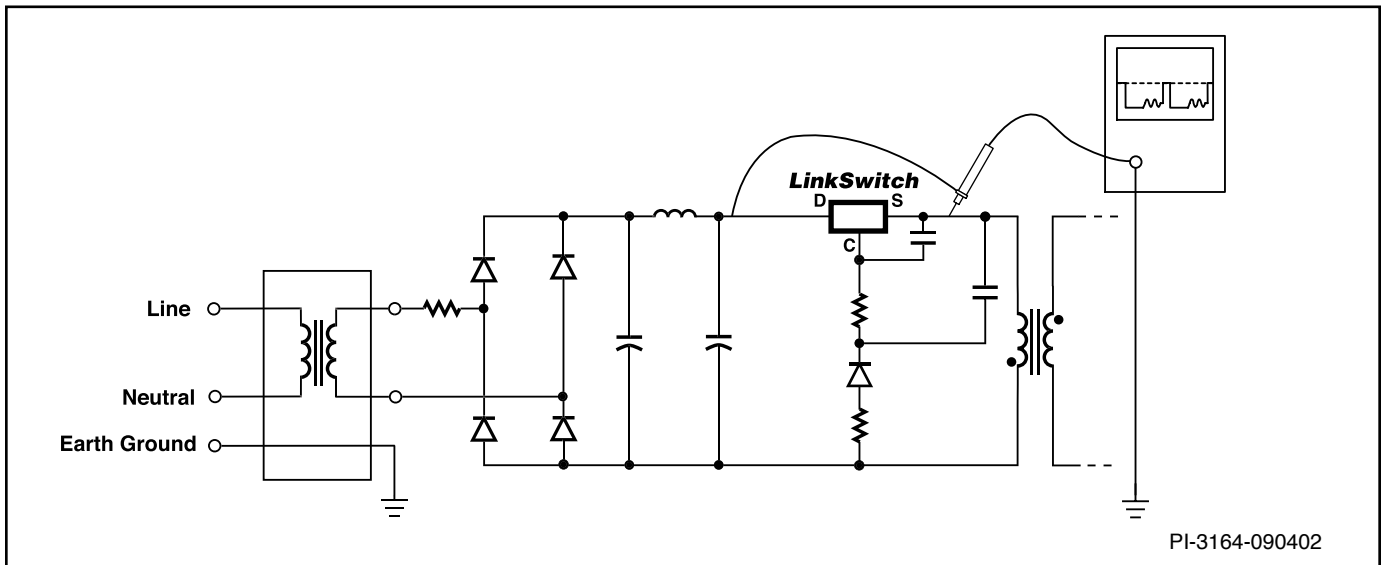 LinkSwitch
D
S
C
Line
Neutral
Earth Ground
PI-3164-090402